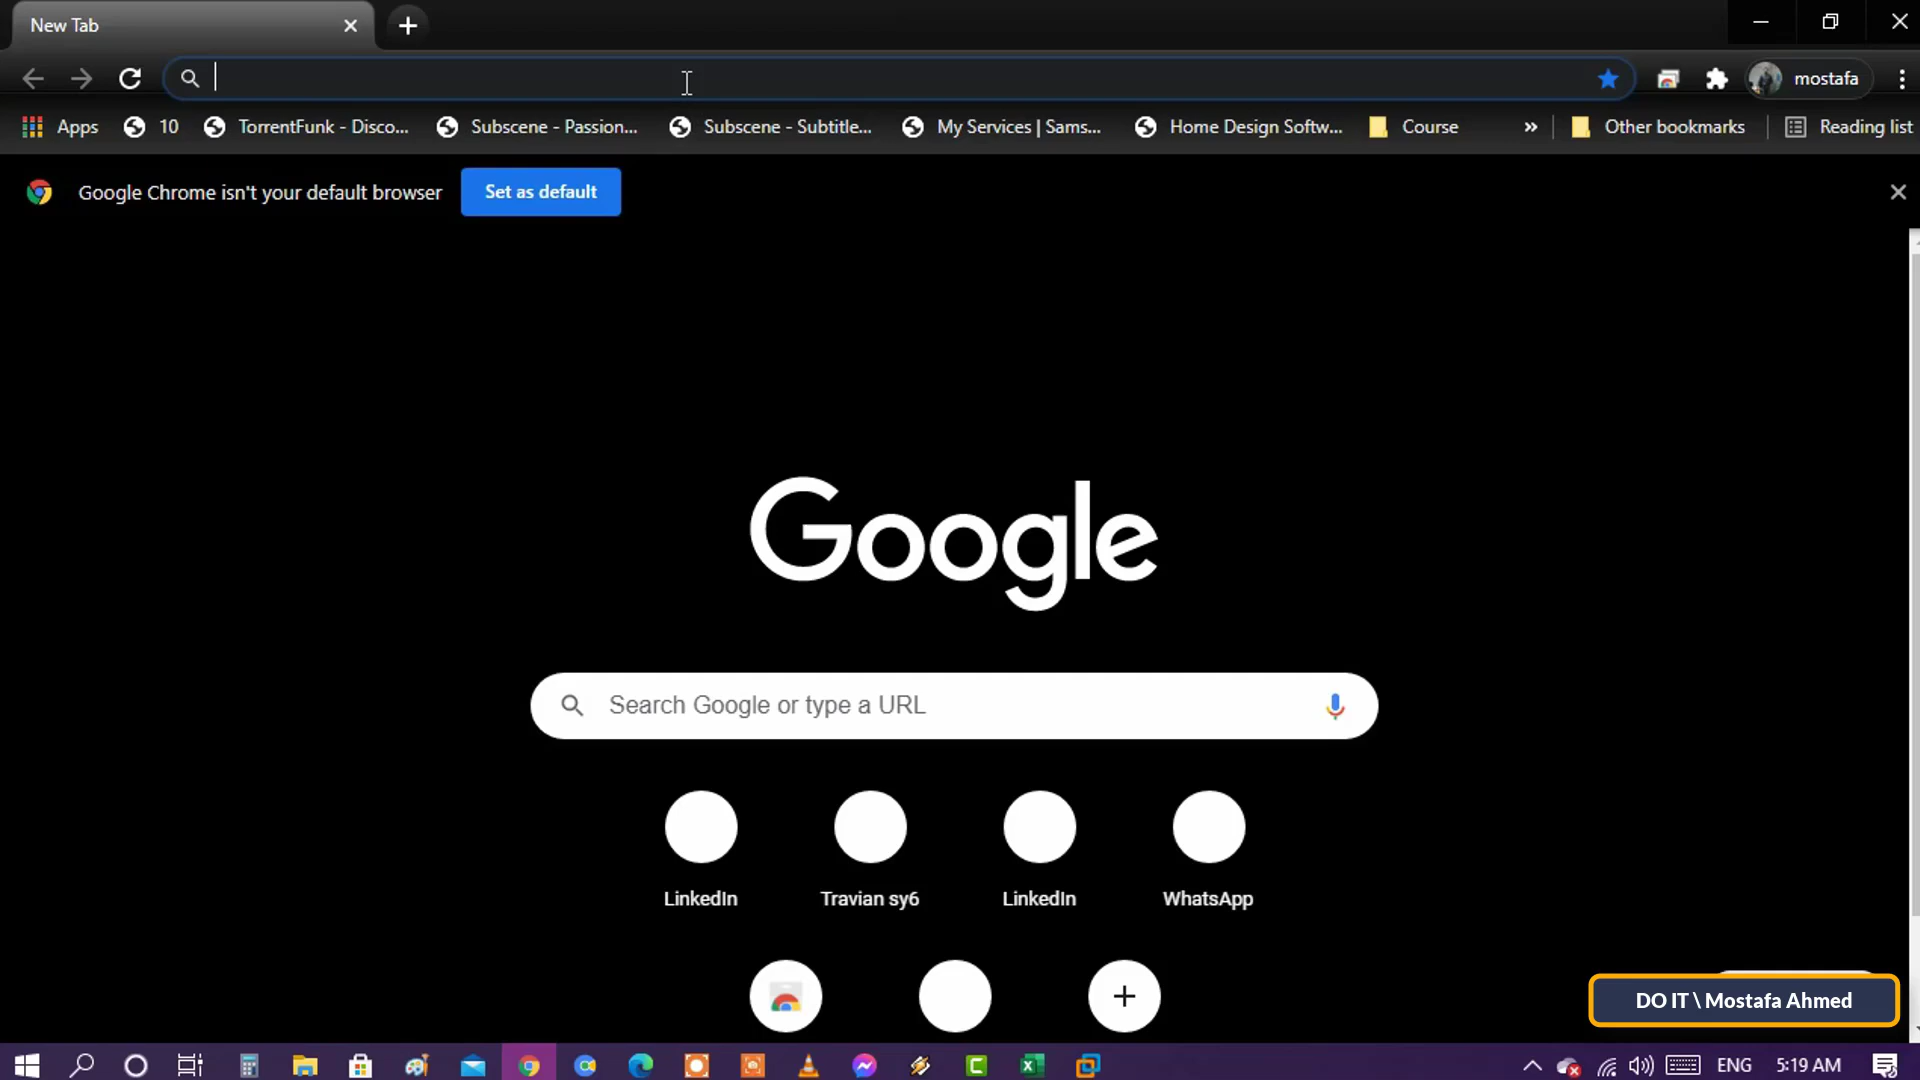 New Tab
mostafa
Apps 10 TorrentFunk - Disco... Subscene - Passion... Subscene - Subtitle... My Services | Sams... Home Design Softw... Course » Other bookmarks Reading list
Google Chrome isn't your default browser Set as default
Google
Search Google or type a URL
LinkedIn Travian sy6 LinkedIn WhatsApp
DO IT \ Mostafa Ahmed
ENG 5:19 AM